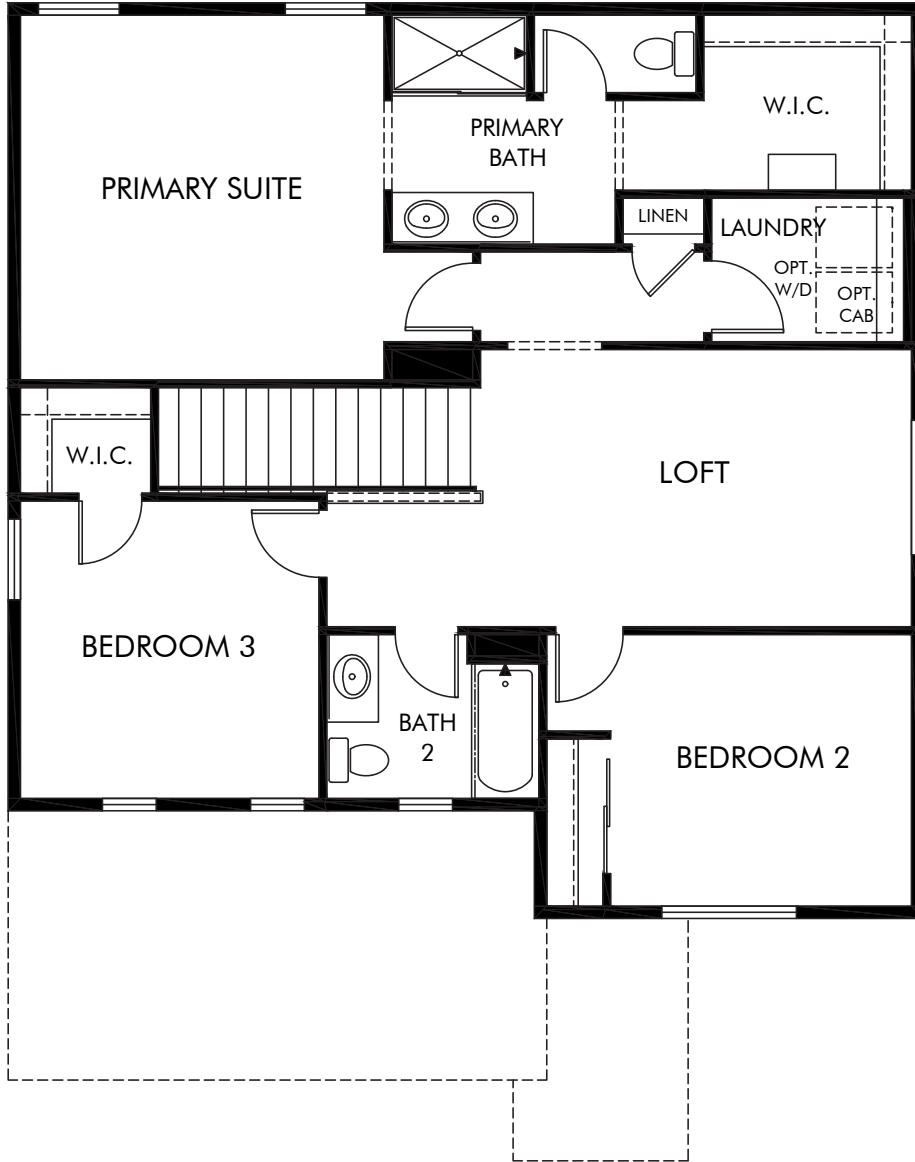 PRIMARY
BATH
W.I.C.
PRIMARY SUITE
LINEN
LAUNDRY
OPT.
W/D
OPT.
CAB
W.I.C.
LOFT
BEDROOM 3
BATH
2
BEDROOM 2